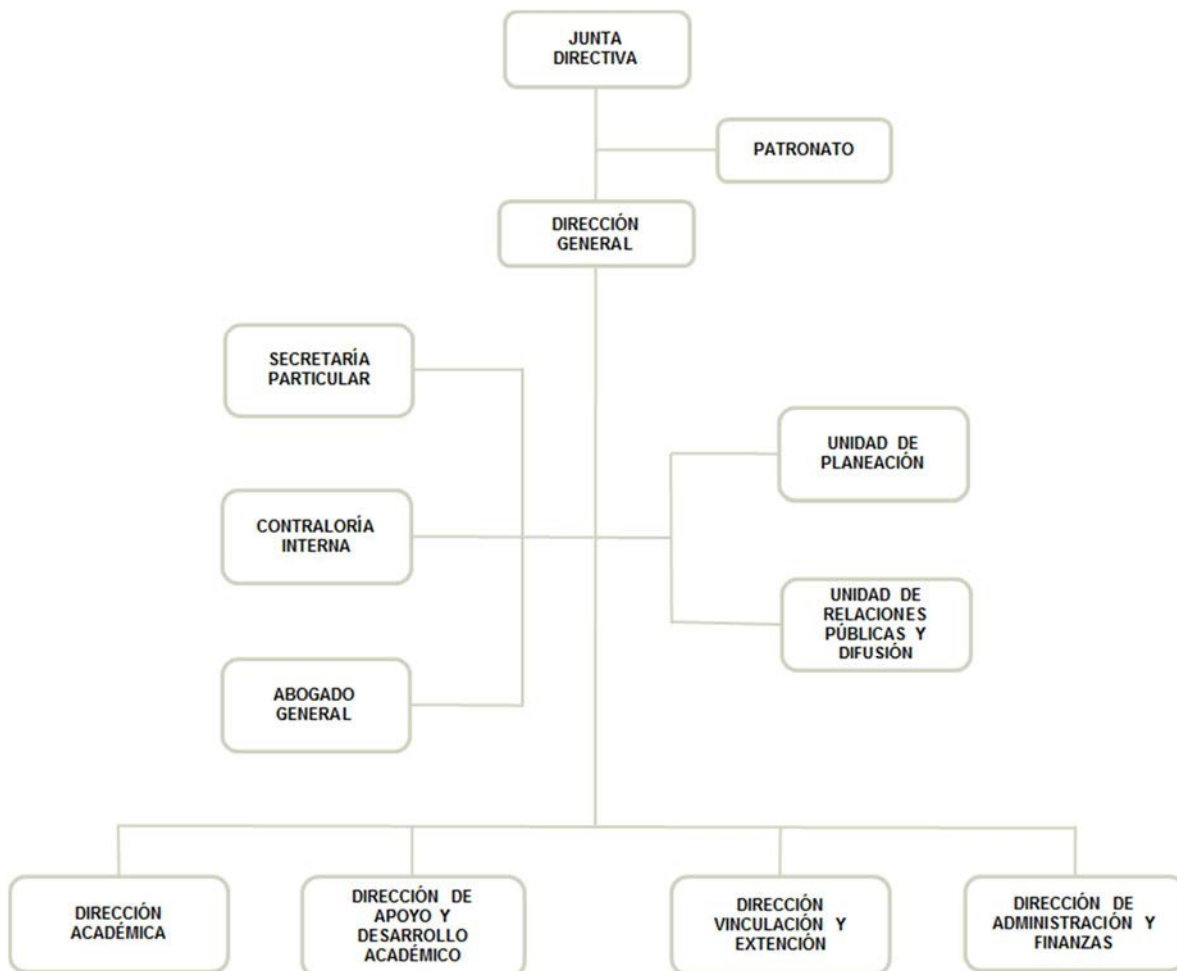 JUNTA
DIRECTIVA
PATRONATO
DIRECCIÓN
GENERAL
SECRETARÍA
PARTICULAR
UNIDAD DE
PLANEACIÓN
CONTRALORÍA
INTERNA
UNIDAD DE
RELACIONES
PÚBLICAS Y
DIFUSIÓN
ABOGADO
GENERAL
DIRECCIÓN
ACADÉMICA
DIRECCIÓN DE
APOYO Y
DESARROLLO
ACADÉMICO
DIRECCIÓN
VINCULACIÓN Y
EXTENCIÓN
DIRECCIÓN DE
ADMINISTRACIÓN Y
FINANZAS